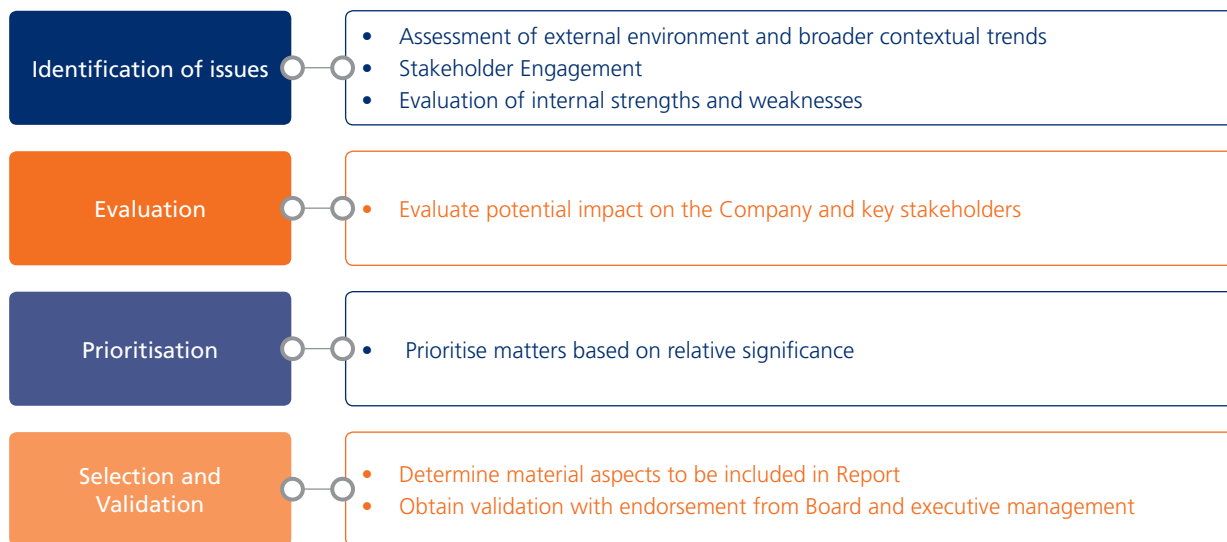 Identification of issues
• Assessment of external environment and broader contextual trends
• Stakeholder Engagement
• Evaluation of internal strengths and weaknesses
Evaluation
• Evaluate potential impact on the Company and key stakeholders
Prioritisation
• Prioritise matters based on relative significance
Selection and
Validation
• Determine material aspects to be included in Report
• Obtain validation with endorsement from Board and executive management